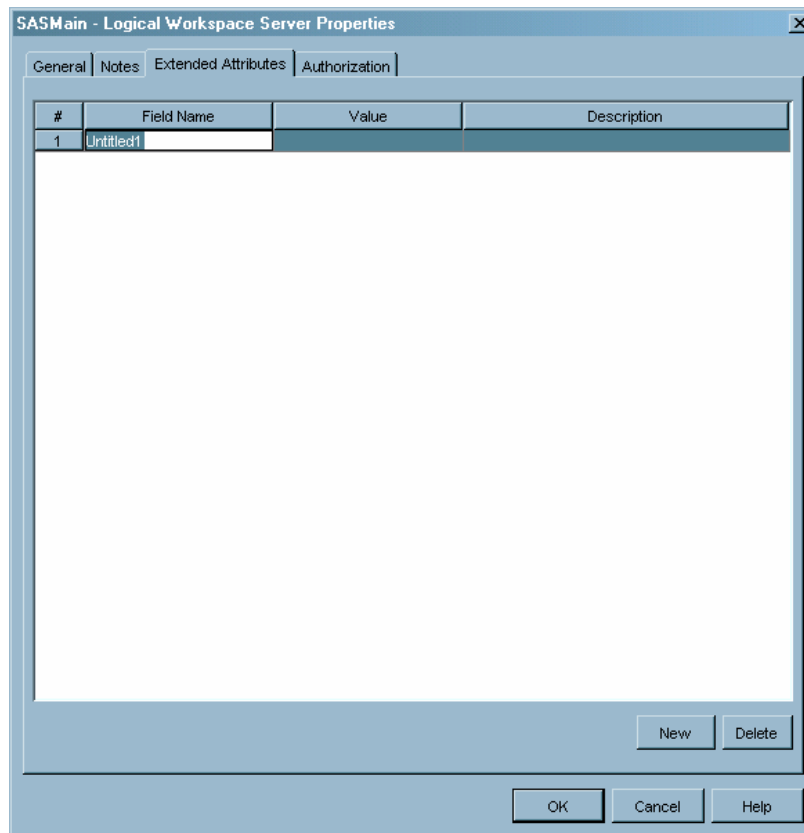 SASMain - Logical Workspace Server Properties
General Notes Extended Attributes Authorization
# Field Name Value Description
1 Untitled1
New Delete
OK Cancel Help